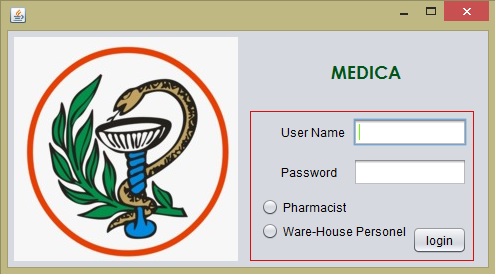 MEDICA
User Name
Password
Pharmacist
Ware-House Personel
login